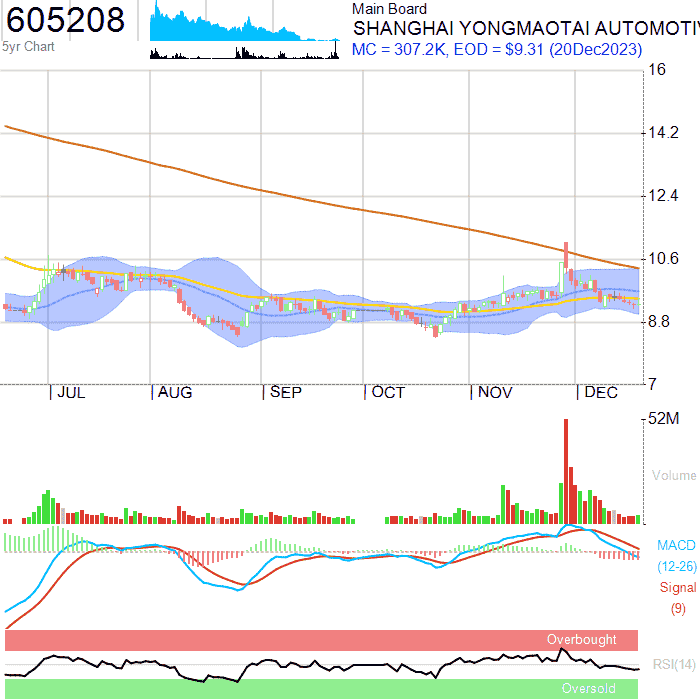 605208
5yr Chart
Main Board
SHANGHAI YONGMAOTAI AUTOMOTIV
MC = 307.2K, EOD = $9.31 (20Dec2023)
16
14.2
12.4
10.6
8.8
7
JUL AUG SEP OCT NOV DEC
52M
Volume
MACD
(12-26)
Signal
(9)
Overbought
RSI(14)
Oversold